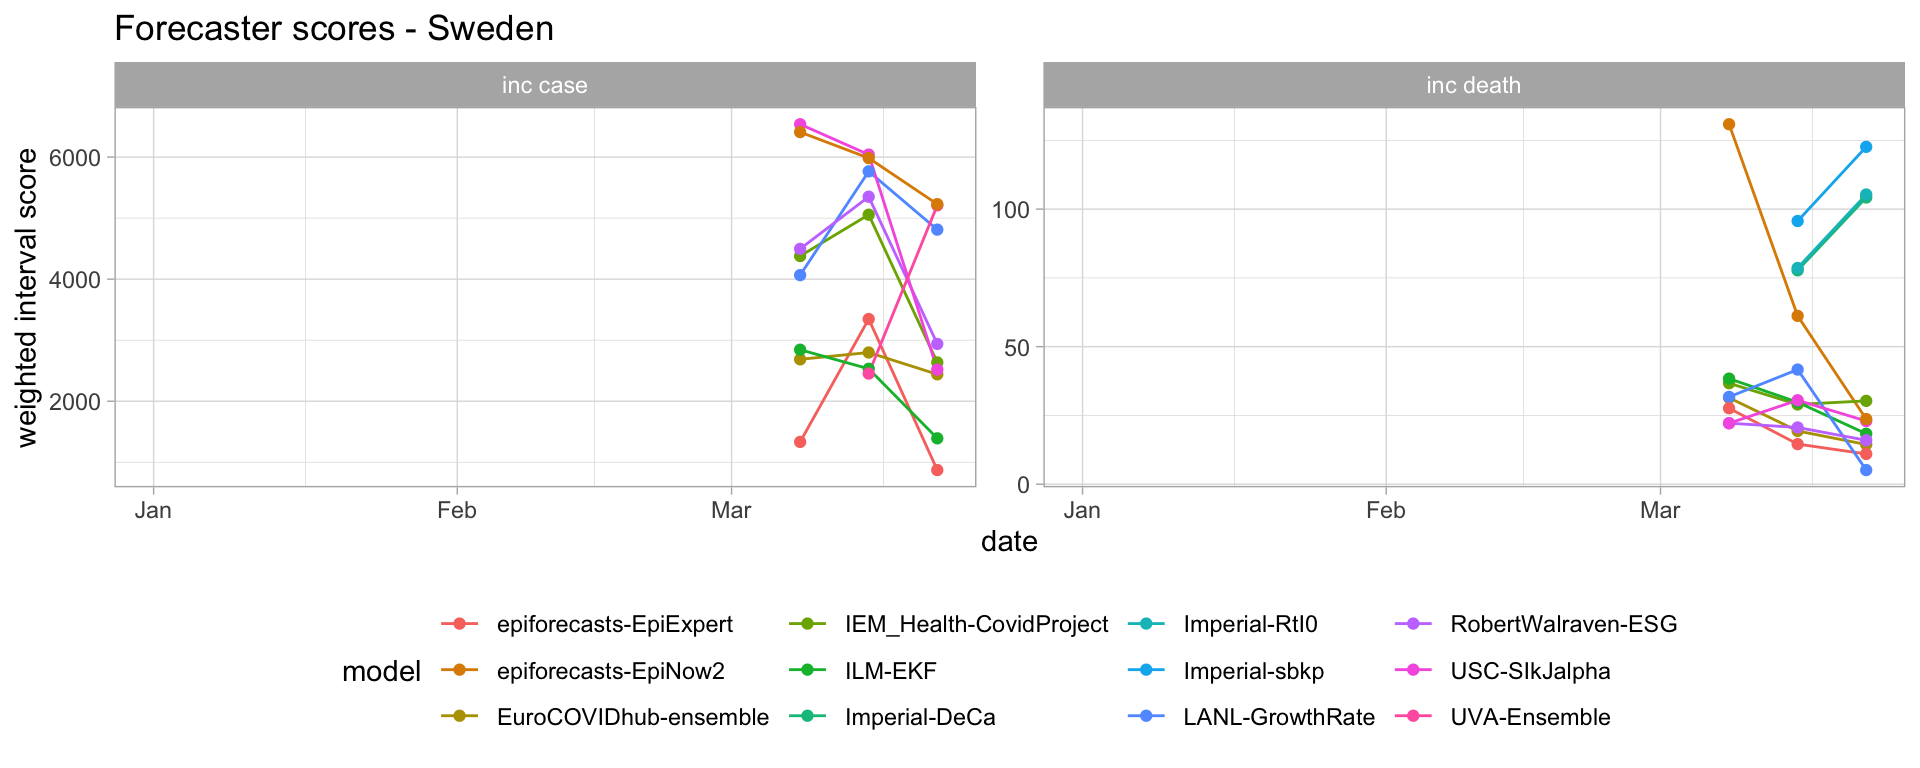 Forecaster scores - Sweden
inc case
inc death
weighted interval score
6000
4000
2000
100
50
0
Jan
Feb
Mar
Jan
Feb
Mar
date
model
epiforecasts-EpiExpert
epiforecasts-EpiNow2
EuroCOVIDhub-ensemble
IEM_Health-CovidProject
ILM-EKF
Imperial-DeCa
Imperial-RtI0
Imperial-sbkp
LANL-GrowthRate
RobertWalraven-ESG
USC-SIkJalpha
UVA-Ensemble